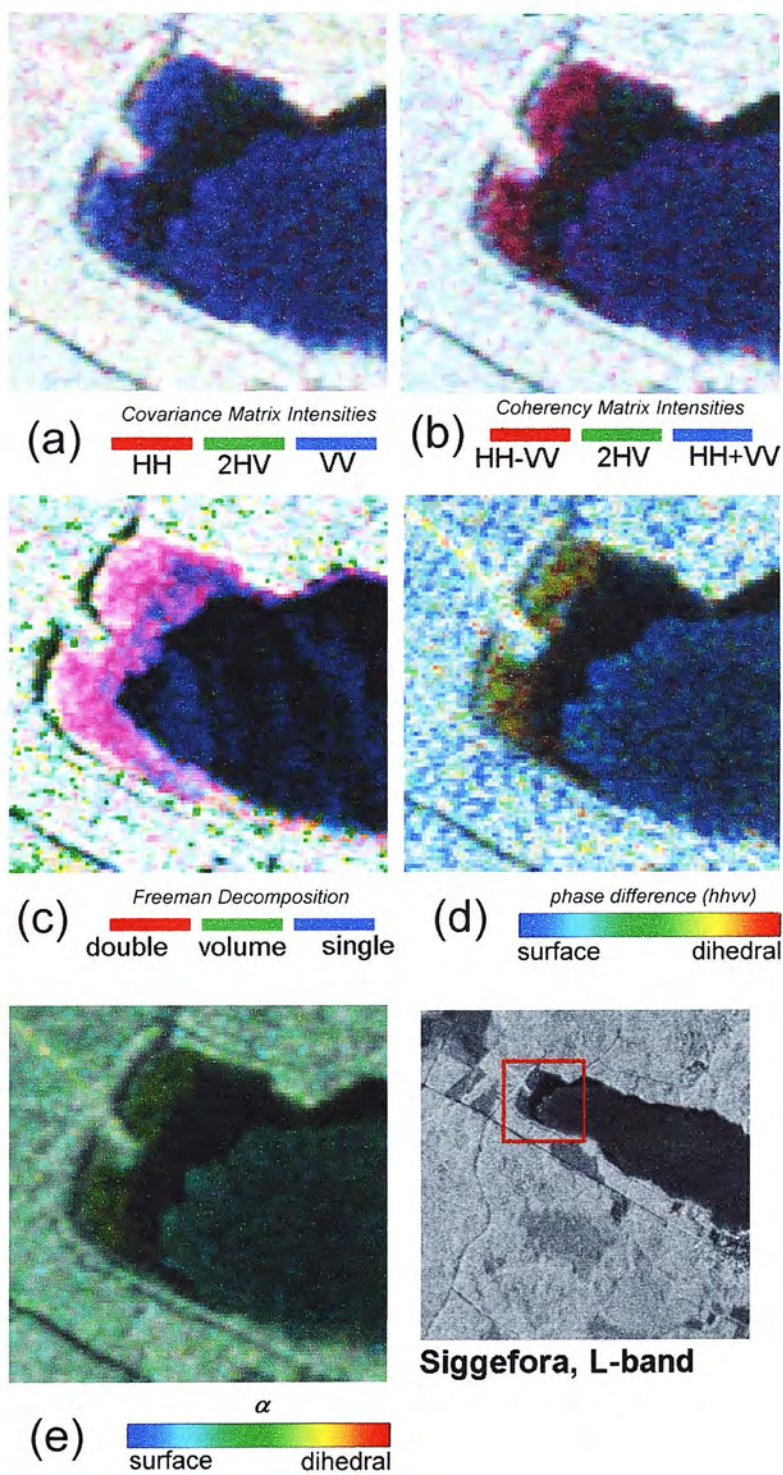 (a)
Covariance Matrix Intensities
HH 2HV VV
(b)
Coherency Matrix Intensities
HH-VV 2HV HH+VV
(c)
Freeman Decomposition
double volume single
(d)
phase difference (hhvv)
surface dihedral
(e)
α
surface dihedral
Siggefora, L-band